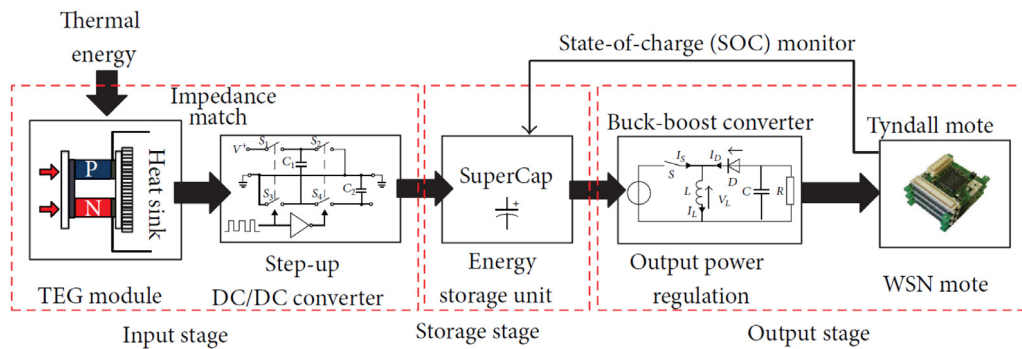 Thermal
energy
State-of-charge (SOC) monitor
Impedance
match
Buck-boost converter
Tyndall mote
P
N
Heat sink
V+
S1
S2
C1
C2
S3
S4
SuperCap
+
IS
ID
S
D
L
VL
C
R
IL
TEG module
Step-up
DC/DC converter
Energy
storage unit
Output power
regulation
WSN mote
Input stage
Storage stage
Output stage